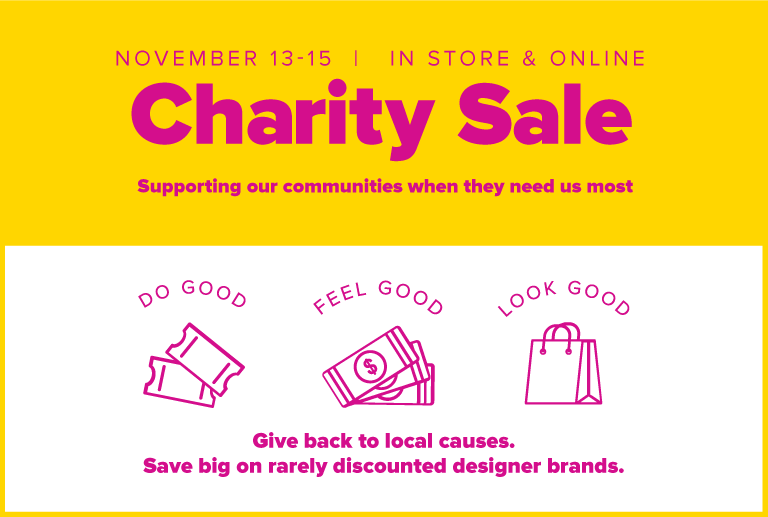 NOVEMBER 13-15 | IN STORE & ONLINE
Charity Sale
Supporting our communities when they need us most
DO GOOD
FEEL GOOD
LOOK GOOD
$
Give back to local causes.
Save big on rarely discounted designer brands.